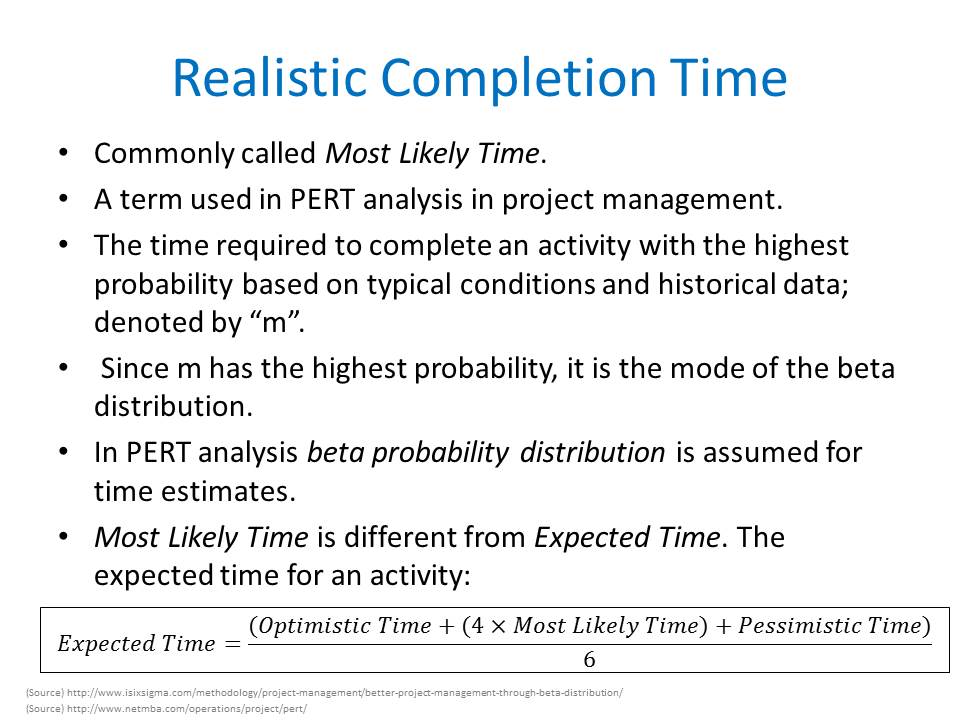 Realistic Completion Time
• Commonly called Most Likely Time.
• A term used in PERT analysis in project management.
• The time required to complete an activity with the highest
probability based on typical conditions and historical data;
denoted by “m”.
• Since m has the highest probability, it is the mode of the beta
distribution.
• In PERT analysis beta probability distribution is assumed for
time estimates.
• Most Likely Time is different from Expected Time. The
expected time for an activity:
Expected Time = (Optimistic Time + (4 × Most Likely Time) + Pessimistic Time)
6
(Source) http://www.isixsigma.com/methodology/project-management/better-project-management-through-beta-distribution/
(Source) http://www.netmba.com/operations/project/pert/